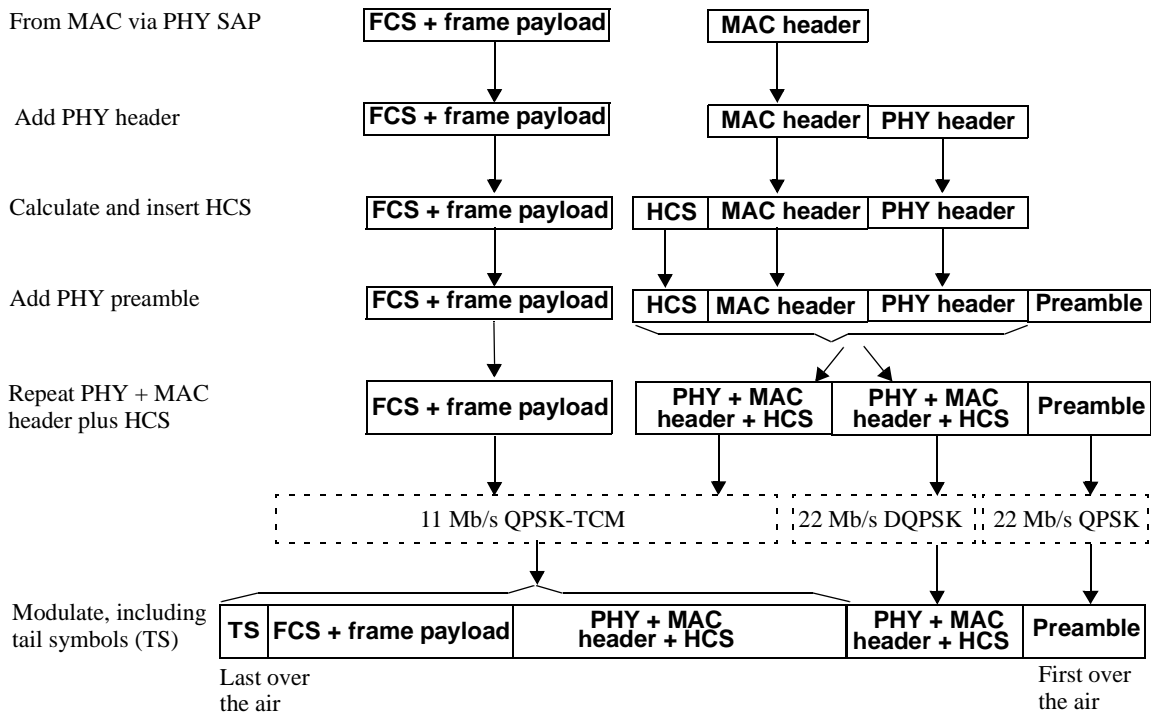 From MAC via PHY SAP
FCS + frame payload
MAC header
Add PHY header
FCS + frame payload
MAC header
PHY header
Calculate and insert HCS
FCS + frame payload
HCS
MAC header
PHY header
Add PHY preamble
FCS + frame payload
HCS
MAC header
PHY header
Preamble
Repeat PHY + MAC
header plus HCS
FCS + frame payload
PHY + MAC
header + HCS
PHY + MAC
header + HCS
Preamble
11 Mb/s QPSK-TCM
22 Mb/s DQPSK
22 Mb/s QPSK
Modulate, including
tail symbols (TS)
TS
FCS + frame payload
PHY + MAC
header + HCS
PHY + MAC
header + HCS
Preamble
Last over
the air
First over
the air